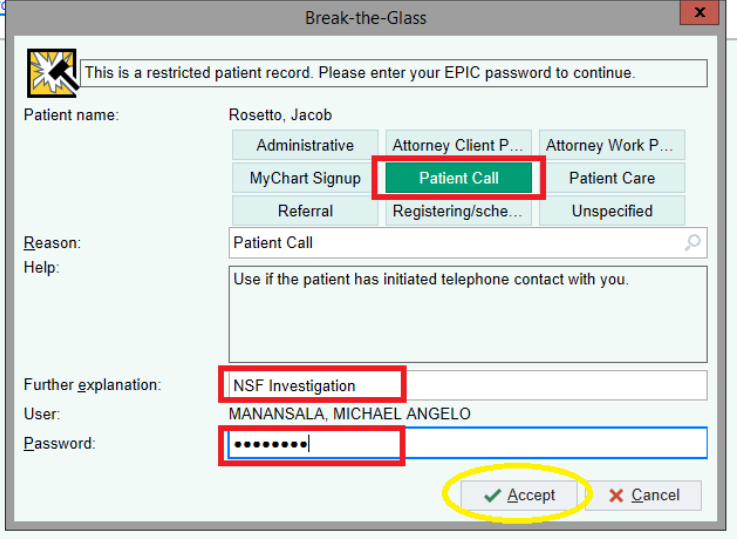 Break-the-Glass
x
This is a restricted patient record. Please enter your EPIC password to continue.
Patient name: Rosetto, Jacob
Administrative Attorney Client P... Attorney Work P...
MyChart Signup Patient Call Patient Care
Referral Registering/sche... Unspecified
Reason: Patient Call
Help: Use if the patient has initiated telephone contact with you.
Further explanation: NSF Investigation
User: MANANSALA, MICHAEL ANGELO
Password: ••••••••
Accept Cancel